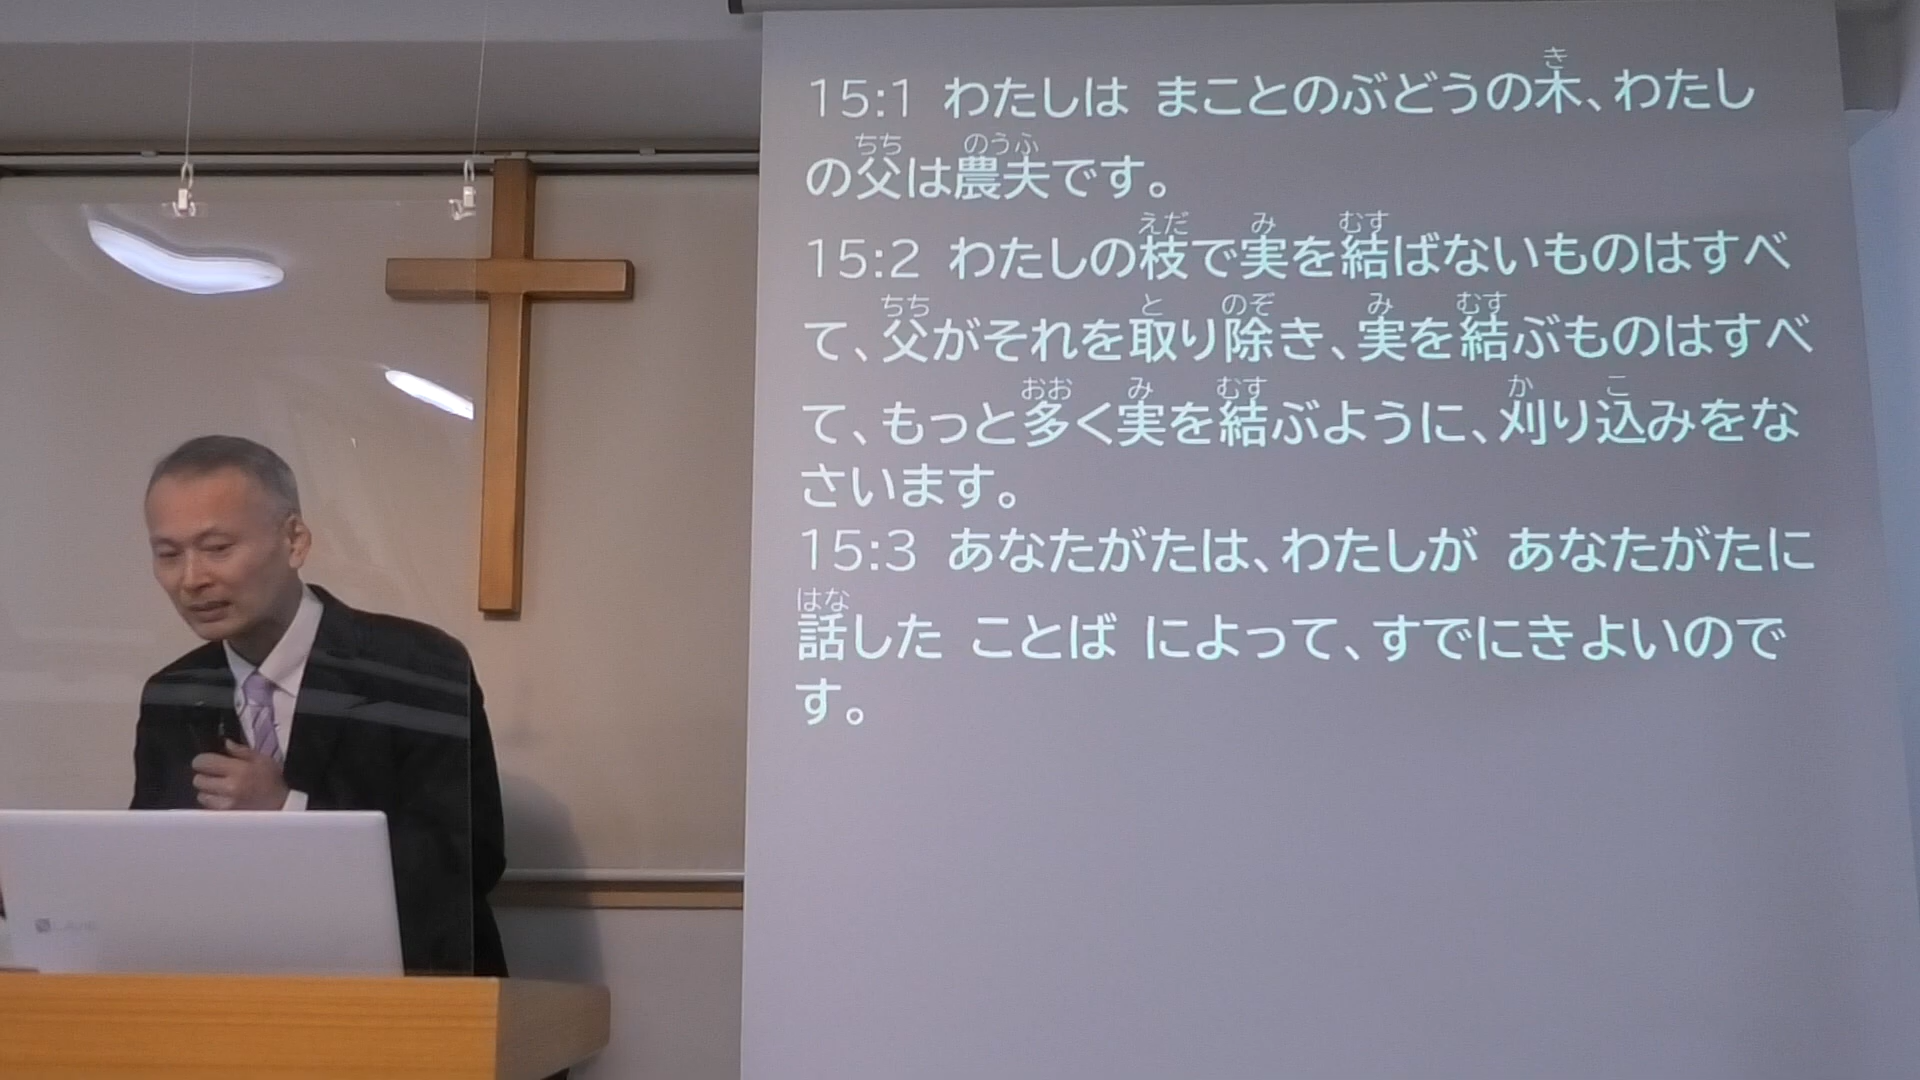 15:1 わたしは まことのぶどうの木、わたし
の父は農夫です。
15:2 わたしの枝で実を結ばないものはすべ
て、父がそれを取り除き、実を結ぶものはすべ
て、もっと多く実を結ぶように、刈り込みをな
さいます。
15:3 あなたがたは、わたしが あなたがたに
話した ことば によって、すでにきよいので
す。